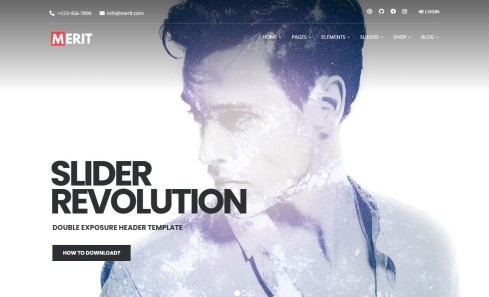 +123-456-7890 info@merit.com LOGIN
MERIT HOME PAGES ELEMENTS SLIDERS SHOP BLOG
SLIDER
REVOLUTION
DOUBLE EXPOSURE HEADER TEMPLATE
HOW TO DOWNLOAD?